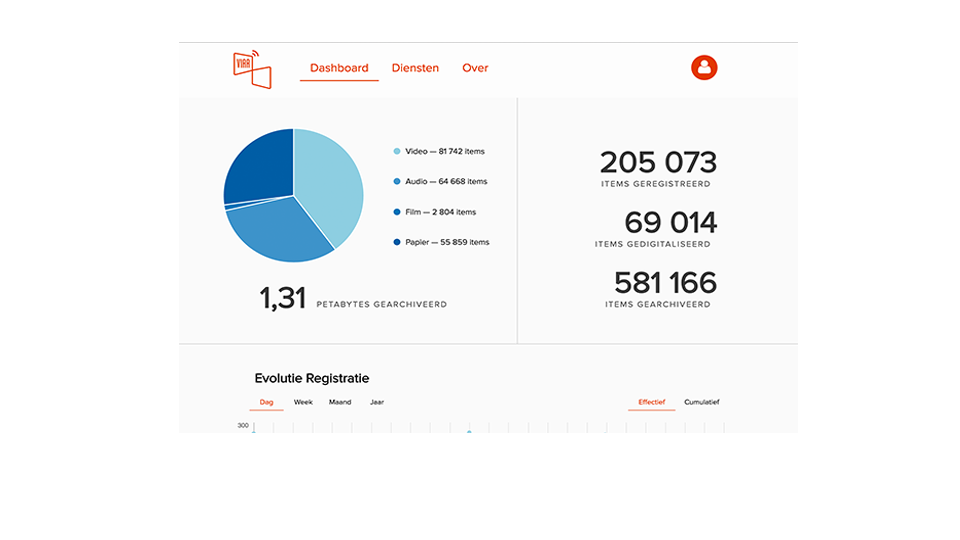 VIAA
Dashboard Diensten Over
Video — 81 742 items
Audio — 64 668 items
Film — 2 804 items
Papier — 55 859 items
1,31 PETABYTES GEARCHIVEERD
205 073
ITEMS GEREGISTREERD
69 014
ITEMS GEDIGITALISEERD
581 166
ITEMS GEARCHIVEERD
Evolutie Registratie
Dag Week Maand Jaar
Effectief Cumulatief
300